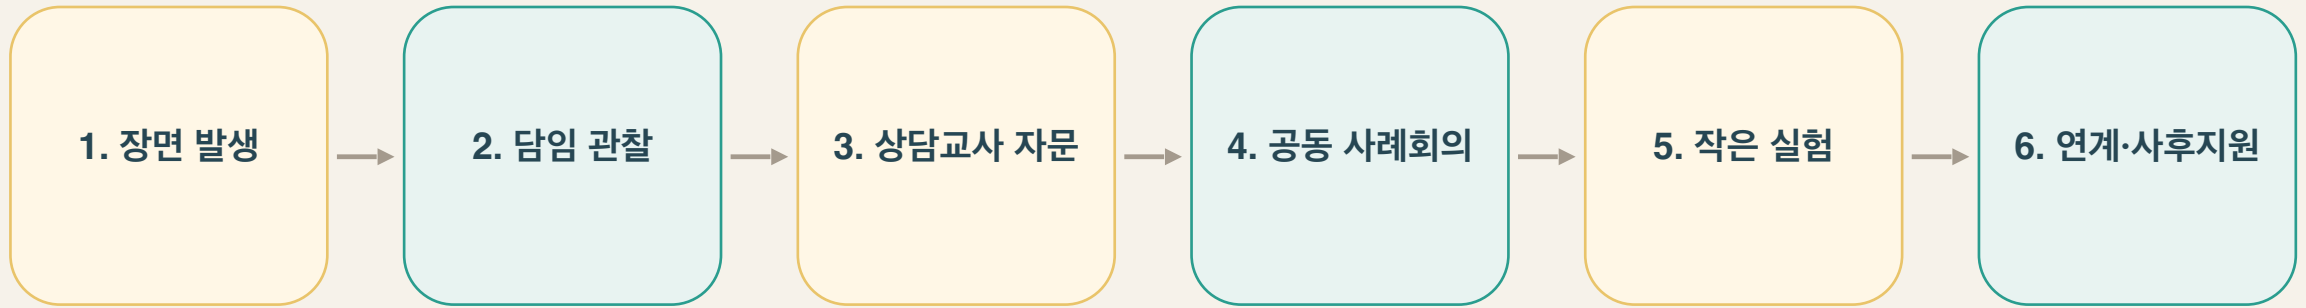 1. 장면 발생
2. 담임 관찰
3. 상담교사 자문
4. 공동 사례회의
5. 작은 실험
6. 연계·사후지원